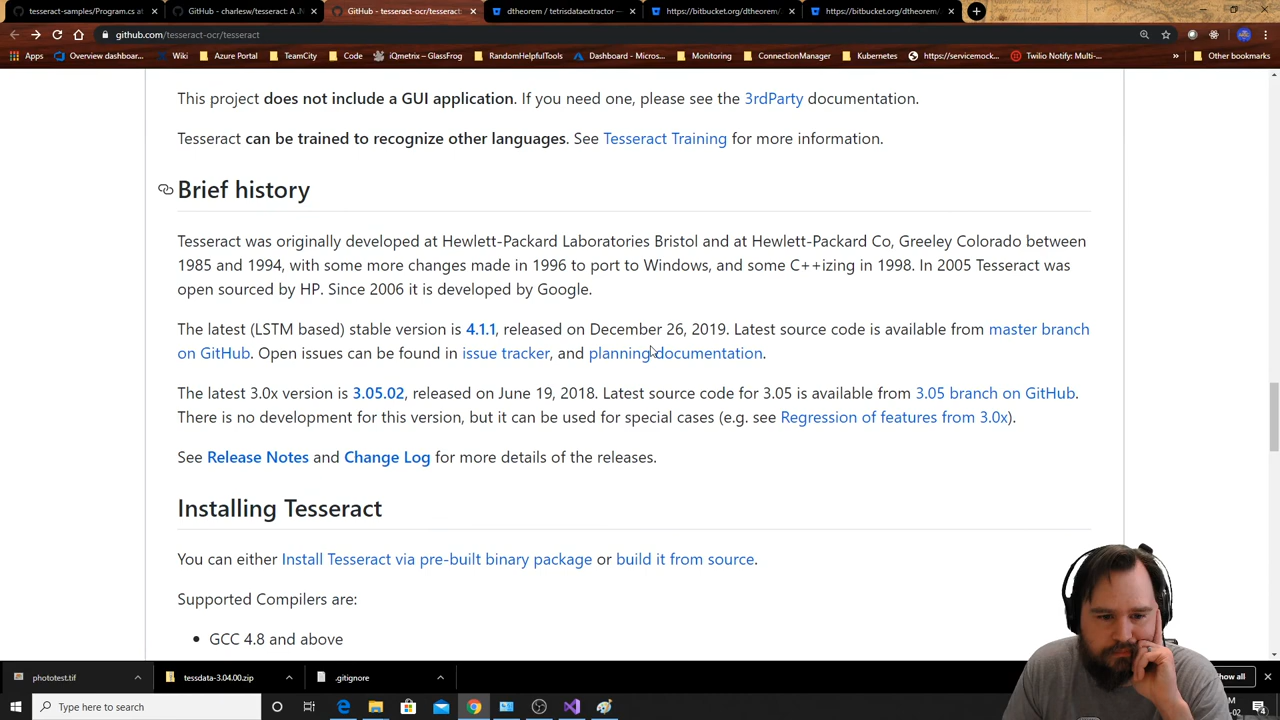 tesseract-samples/Program.cs at
GitHub - charlesw/tesseract: A .N
GitHub - tesseract-ocr/tesseract:
dtheorem / tetrisdataextractor —
https://bitbucket.org/dtheorem/
https://bitbucket.org/dtheorem/
github.com/tesseract-ocr/tesseract
Apps
Overview dashboar...
Wiki
Azure Portal
TeamCity
Code
iQmetrix — GlassFrog
RandomHelpfulTools
Dashboard - Micros...
Monitoring
ConnectionManager
Kubernetes
https://servicemock...
Twilio Notify: Multi-...
»
Other bookmarks
This project does not include a GUI application. If you need one, please see the 3rdParty documentation.
Tesseract can be trained to recognize other languages. See Tesseract Training for more information.
Brief history
Tesseract was originally developed at Hewlett-Packard Laboratories Bristol and at Hewlett-Packard Co, Greeley Colorado between
1985 and 1994, with some more changes made in 1996 to port to Windows, and some C++izing in 1998. In 2005 Tesseract was
open sourced by HP. Since 2006 it is developed by Google.
The latest (LSTM based) stable version is 4.1.1, released on December 26, 2019. Latest source code is available from master branch
on GitHub. Open issues can be found in issue tracker, and planning documentation.
The latest 3.0x version is 3.05.02, released on June 19, 2018. Latest source code for 3.05 is available from 3.05 branch on GitHub.
There is no development for this version, but it can be used for special cases (e.g. see Regression of features from 3.0x).
See Release Notes and Change Log for more details of the releases.
Installing Tesseract
You can either Install Tesseract via pre-built binary package or build it from source.
Supported Compilers are:
• GCC 4.8 and above
phototest.tif
tessdata-3.04.00.zip
.gitignore
Show all
Type here to search